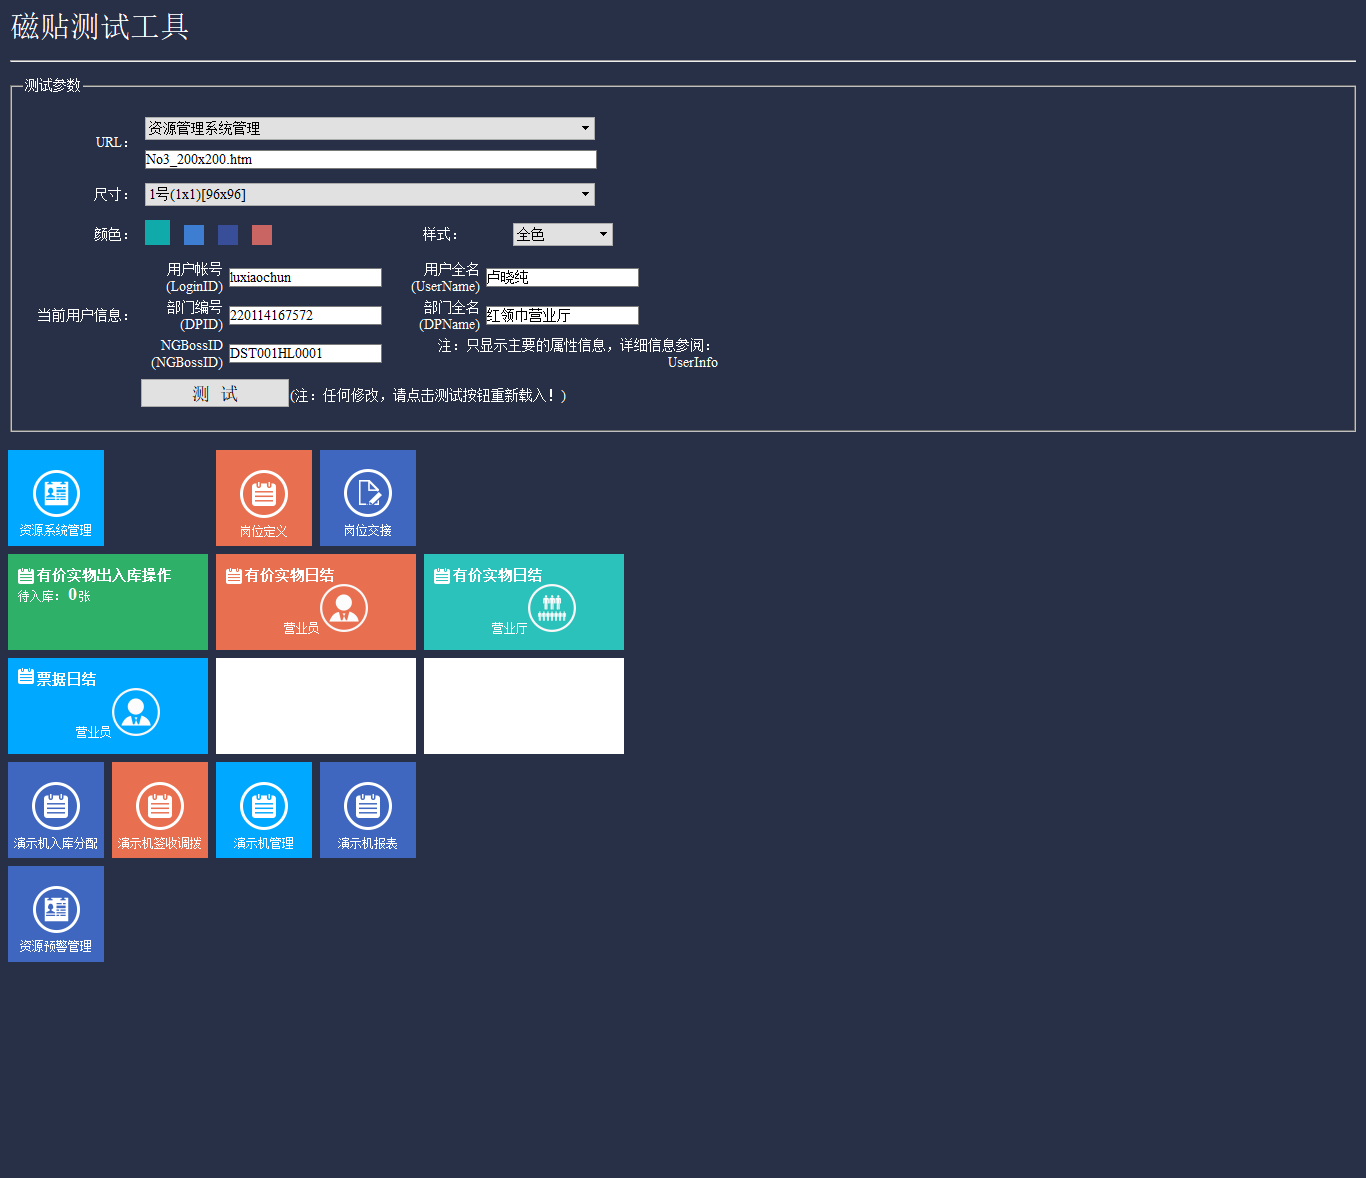 磁贴测试工具
测试参数
URL：
资源管理系统管理
No3_200x200.htm
尺寸：
1号(1x1)[96x96]
颜色：
样式：
全色
当前用户信息：
用户帐号
(LoginID)
luxiaochun
用户全名
(UserName)
卢晓纯
部门编号
(DPID)
220114167572
部门全名
(DPName)
红领巾营业厅
NGBossID
(NGBossID)
DST001HL0001
注：只显示主要的属性信息，详细信息参阅：
UserInfo
测 试
(注：任何修改，请点击测试按钮重新载入！)
资源系统管理
岗位定义
岗位交接
有价实物出入库操作
待入库：0张
有价实物日结
营业员
有价实物日结
营业厅
票据日结
营业员
演示机入库分配
演示机签收调拨
演示机管理
演示机报表
资源预警管理